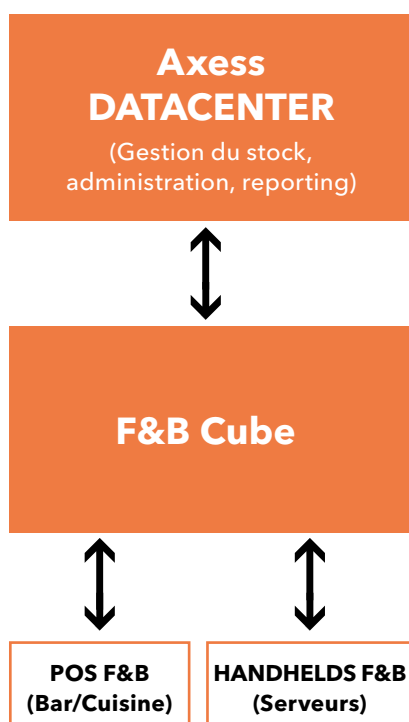 Axess
DATACENTER
(Gestion du stock,
administration, reporting)
F&B Cube
POS F&B
(Bar/Cuisine)
HANDHELDS F&B
(Serveurs)